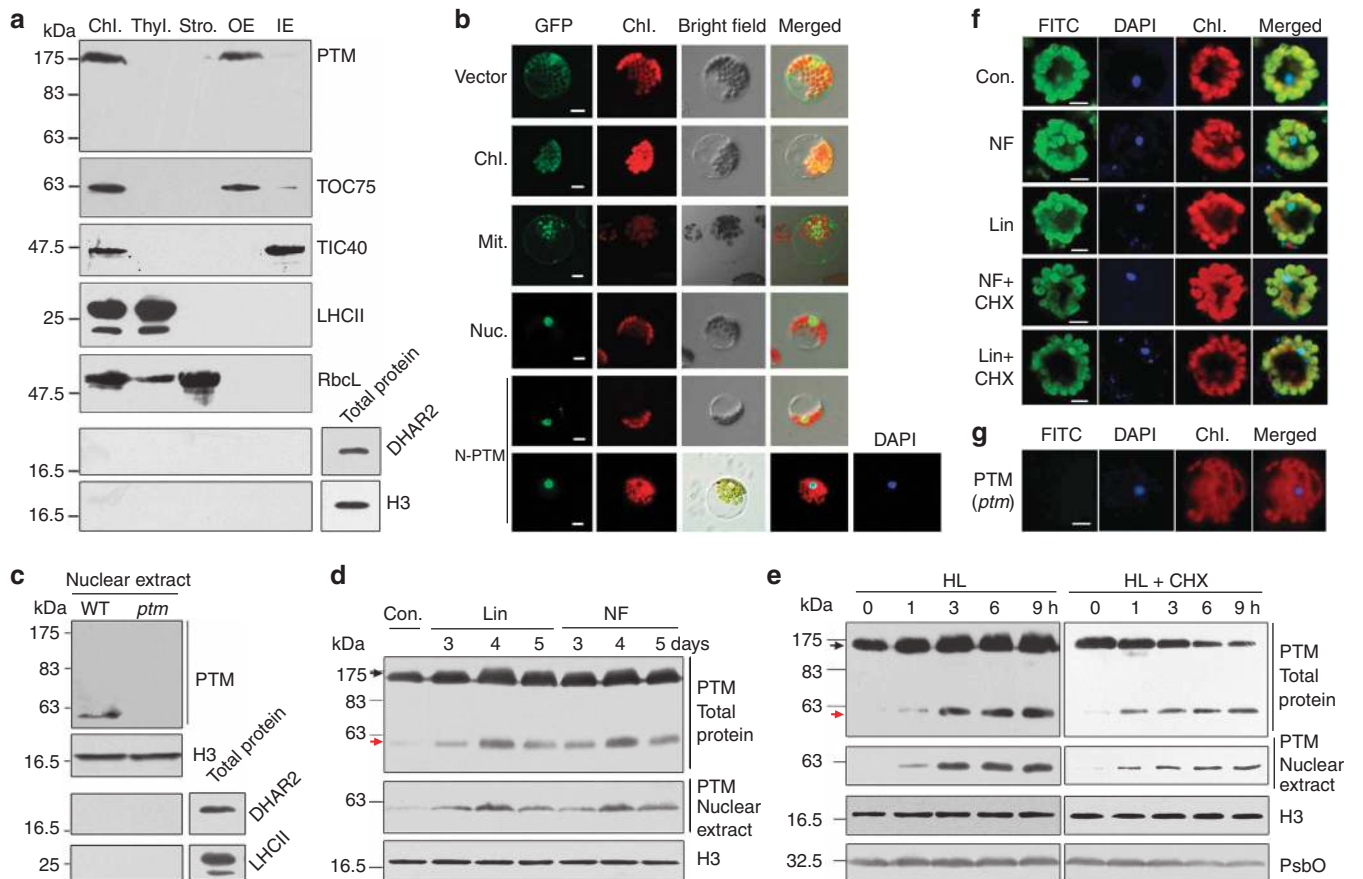 a
kDa Chl. Thyl. Stro. OE IE
175
83
63
PTM
63
TOC75
47.5
TIC40
25
LHCII
47.5
RbcL
Total protein
16.5
DHAR2
16.5
H3
b
GFP Chl. Bright field Merged
Vector
Chl.
Mit.
Nuc.
N-PTM
DAPI
f
FITC DAPI Chl. Merged
Con.
NF
Lin
NF+
CHX
Lin+
CHX
g
FITC DAPI Chl. Merged
PTM
(ptm)
c
Nuclear extract
kDa WT ptm
175
83
63
PTM
16.5
H3
Total protein
16.5
DHAR2
25
LHCII
d
Con. Lin NF
kDa 3 4 5 3 4 5 days
175
83
63
PTM
Total
protein
63
PTM
Nuclear
extract
16.5
H3
e
HL HL + CHX
kDa 0 1 3 6 9 h 0 1 3 6 9 h
175
83
63
PTM
Total
protein
63
PTM
Nuclear
extract
16.5
H3
32.5
PsbO